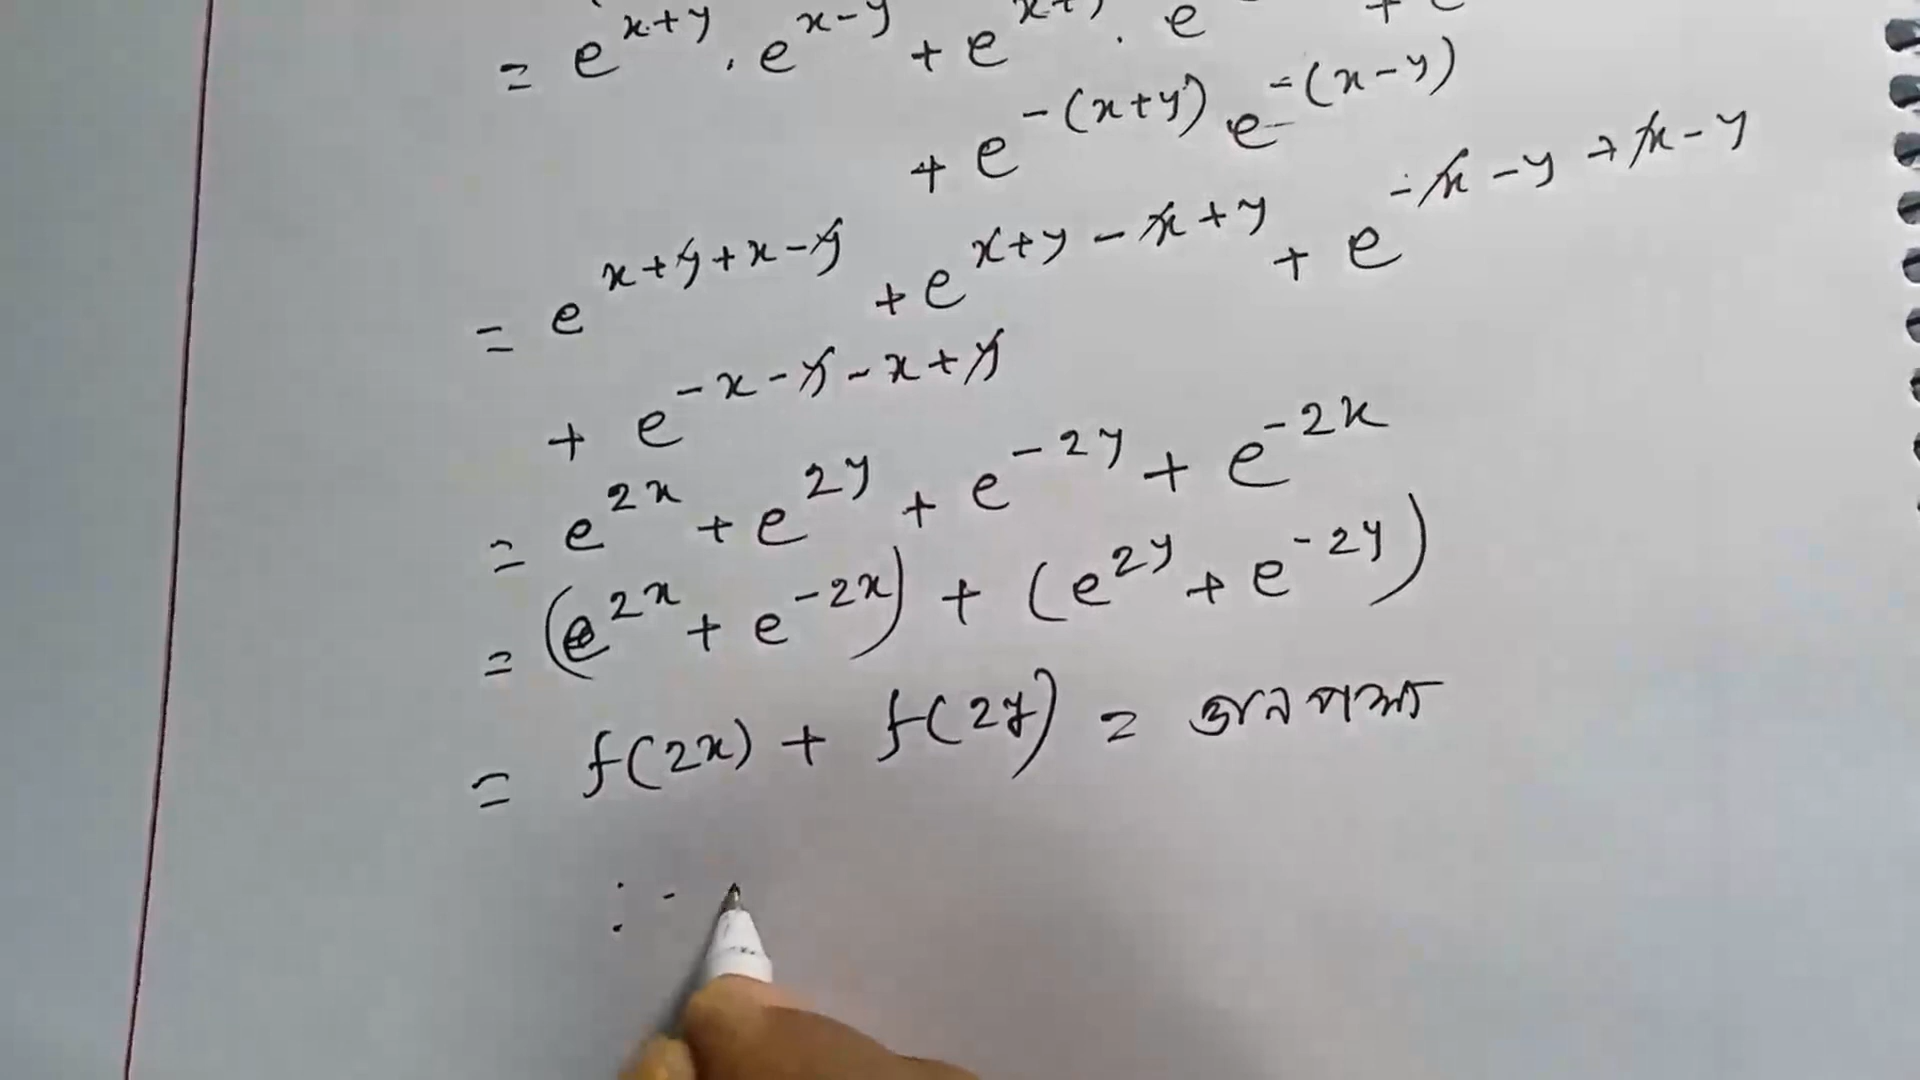 = e^{x+y} . e^{x-y} + e^{x+y} . e + e
+ e^{-(x+y)} e^{-(x-y)}
= e^{x+y+x-y} + e^{x+y-x+y} + e^{-x-y+x-y}
+ e^{-x-y-x+y}
= e^{2x} + e^{2y} + e^{-2y} + e^{-2x}
= (e^{2x} + e^{-2x}) + (e^{2y} + e^{-2y})
= f(2x) + f(2y) = ডানপক্ষ